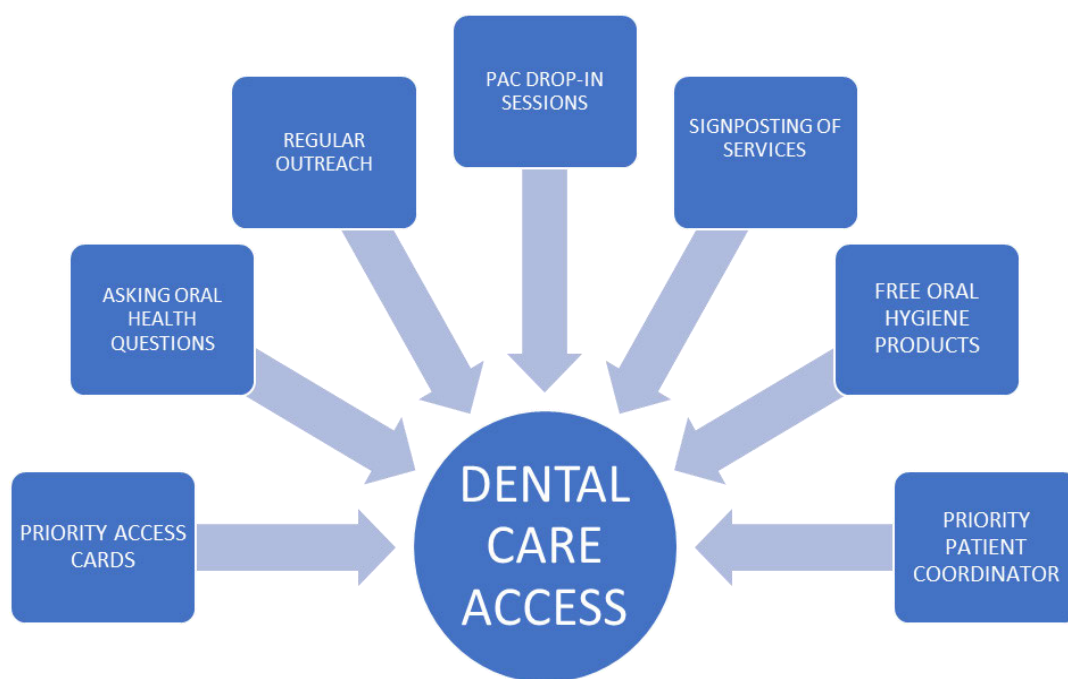 PAC DROP-IN
SESSIONS
REGULAR
OUTREACH
SIGNPOSTING OF
SERVICES
ASKING ORAL
HEALTH
QUESTIONS
FREE ORAL
HYGIENE
PRODUCTS
PRIORITY ACCESS
CARDS
DENTAL
CARE
ACCESS
PRIORITY
PATIENT
COORDINATOR